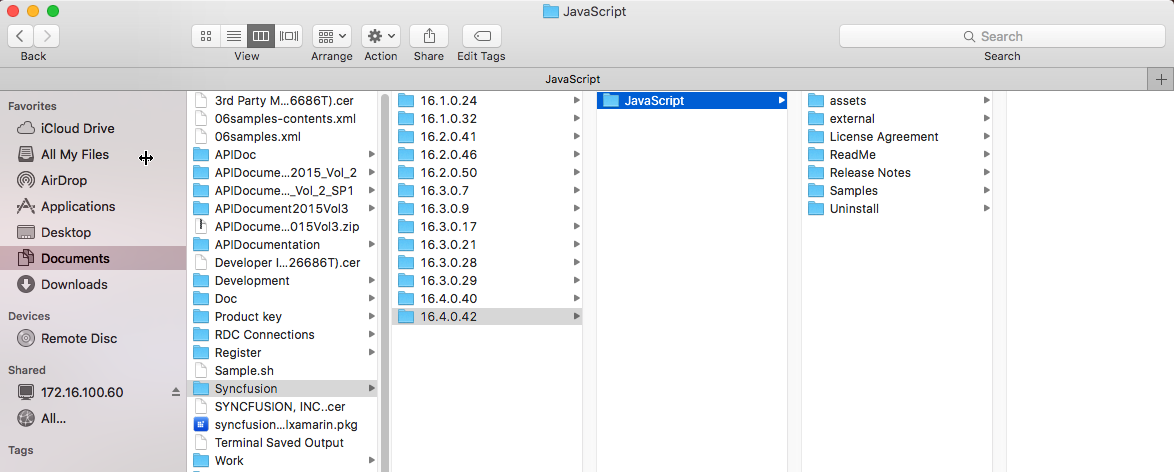 JavaScript
Back
View
Arrange
Action
Share
Edit Tags
Search
Search
JavaScript
Favorites
iCloud Drive
All My Files
AirDrop
Applications
Desktop
Documents
Downloads
Devices
Remote Disc
Shared
172.16.100.60
All...
Tags
3rd Party M...6686T).cer
06samples-contents.xml
06samples.xml
APIDoc
APIDocume...2015_Vol_2
APIDocume..._Vol_2_SP1
APIDocument2015Vol3
APIDocume...015Vol3.zip
APIDocumentation
Developer I...26686T).cer
Development
Doc
Product key
RDC Connections
Register
Sample.sh
Syncfusion
SYNCFUSION, INC..cer
syncfusion...lxamarin.pkg
Terminal Saved Output
Work
16.1.0.24
16.1.0.32
16.2.0.41
16.2.0.46
16.2.0.50
16.3.0.7
16.3.0.9
16.3.0.17
16.3.0.21
16.3.0.28
16.3.0.29
16.4.0.40
16.4.0.42
JavaScript
assets
external
License Agreement
ReadMe
Release Notes
Samples
Uninstall